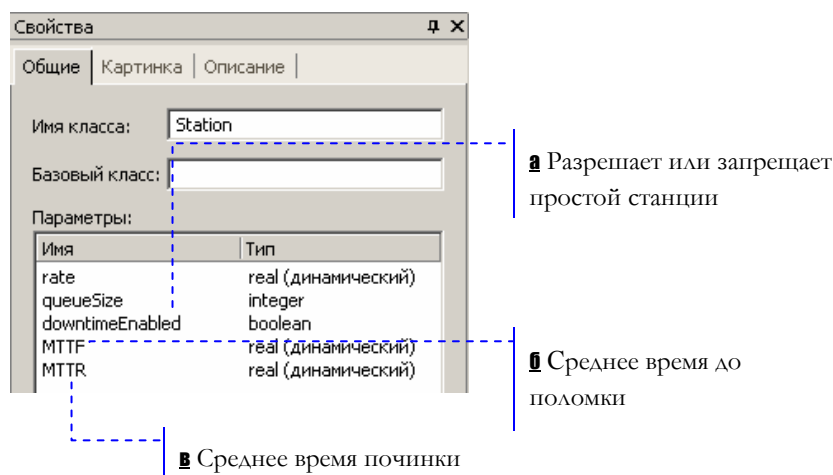 Свойства
Общие Картинка Описание
Имя класса: Station
Базовый класс:
Параметры:
Имя Тип
rate real (динамический)
queueSize integer
downtimeEnabled boolean
MTTF real (динамический)
MTTR real (динамический)
а Разрешает или запрещает
простой станции
б Среднее время до
поломки
в Среднее время починки